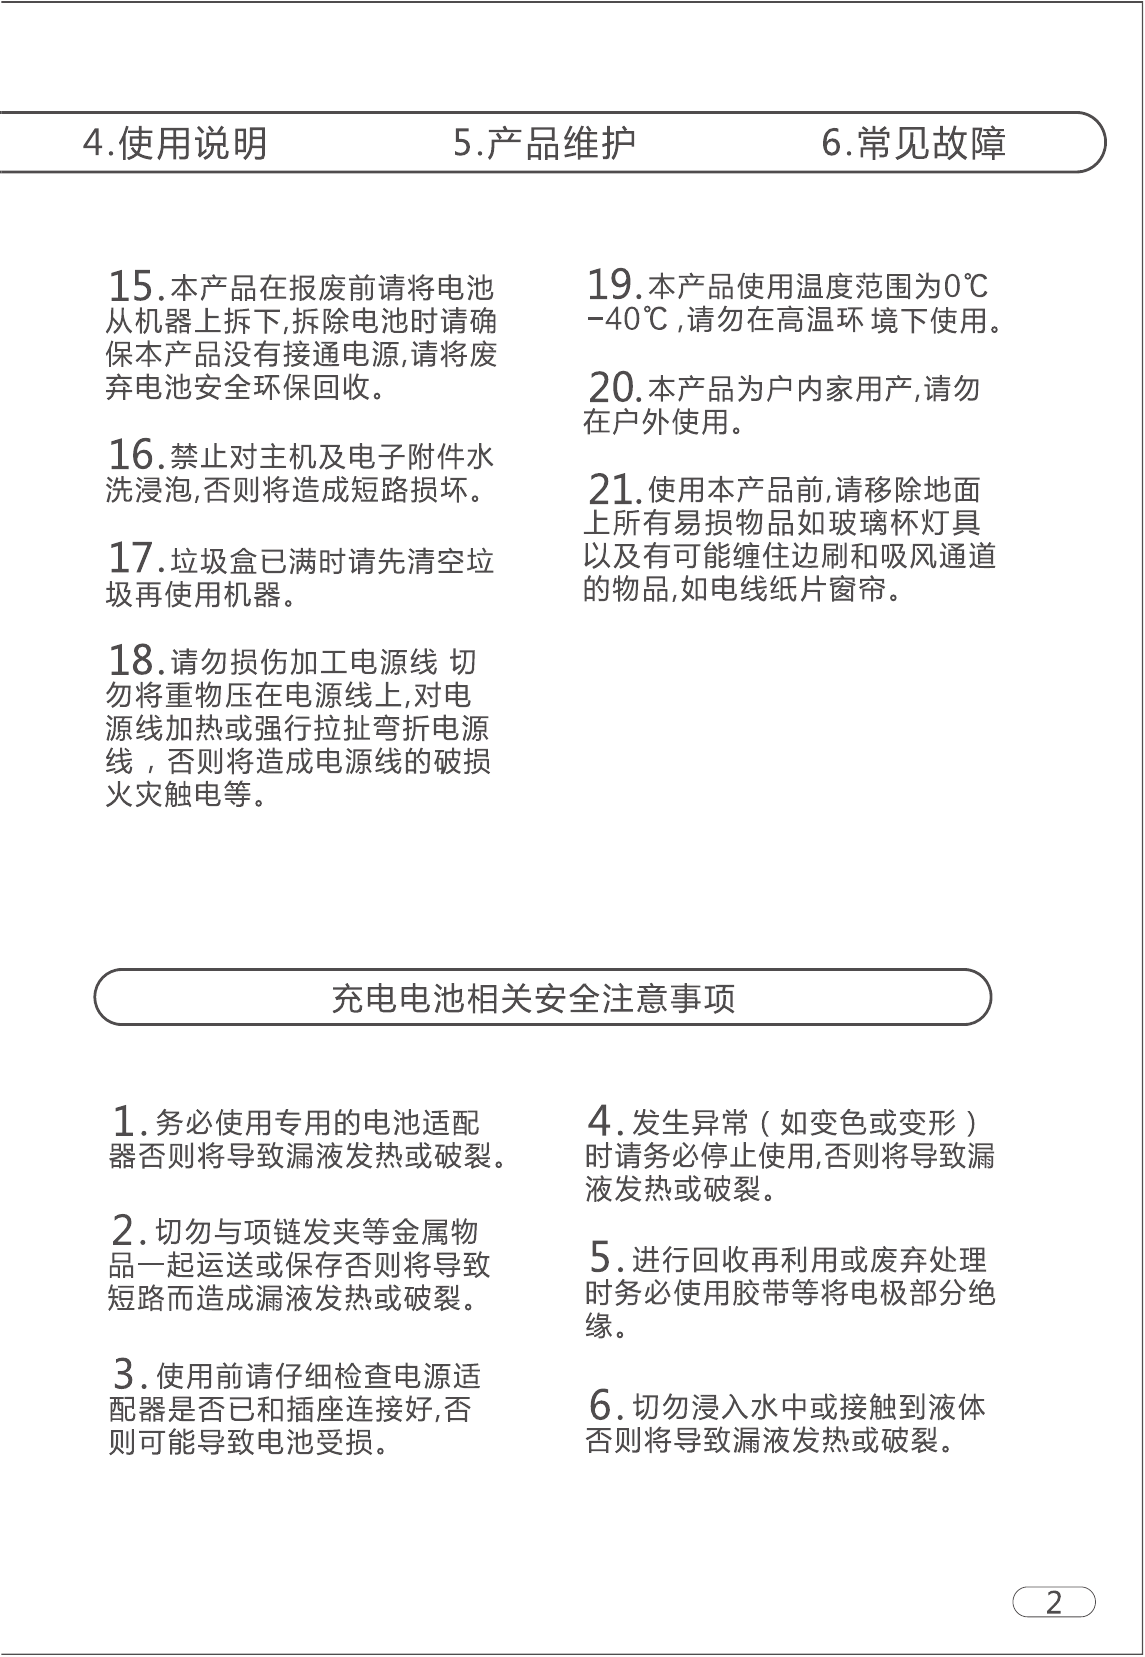 4.使用说明 5.产品维护 6.常见故障
15.本产品在报废前请将电池
从机器上拆下,拆除电池时请确
保本产品没有接通电源,请将废
弃电池安全环保回收。
16.禁止对主机及电子附件水
洗浸泡,否则将造成短路损坏。
17.垃圾盒已满时请先清空垃
圾再使用机器。
18.请勿损伤加工电源线 切
勿将重物压在电源线上,对电
源线加热或强行拉扯弯折电源
线 ，否则将造成电源线的破损
火灾触电等。
19.本产品使用温度范围为0℃
-40℃ ,请勿在高温环 境下使用。
20.本产品为户内家用产,请勿
在户外使用。
21.使用本产品前,请移除地面
上所有易损物品如玻璃杯灯具
以及有可能缠住边刷和吸风通道
的物品,如电线纸片窗帘。
充电电池相关安全注意事项
1.务必使用专用的电池适配
器否则将导致漏液发热或破裂。
2.切勿与项链发夹等金属物
品一起运送或保存否则将导致
短路而造成漏液发热或破裂。
3.使用前请仔细检查电源适
配器是否已和插座连接好,否
则可能导致电池受损。
4.发生异常（如变色或变形）
时请务必停止使用,否则将导致漏
液发热或破裂。
5.进行回收再利用或废弃处理
时务必使用胶带等将电极部分绝
缘。
6.切勿浸入水中或接触到液体
否则将导致漏液发热或破裂。
2